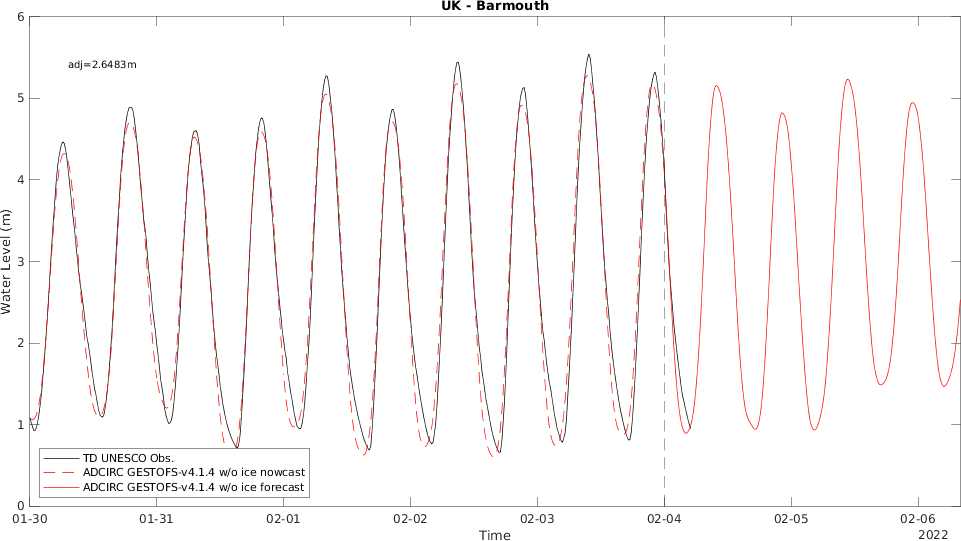 UK - Barmouth
adj=2.6483m
6
5
4
3
2
1
0
Water Level (m)
TD UNESCO Obs.
ADCIRC GESTOFS-v4.1.4 w/o ice nowcast
ADCIRC GESTOFS-v4.1.4 w/o ice forecast
01-30 01-31 02-01 02-02 02-03 02-04 02-05 02-06
Time
2022